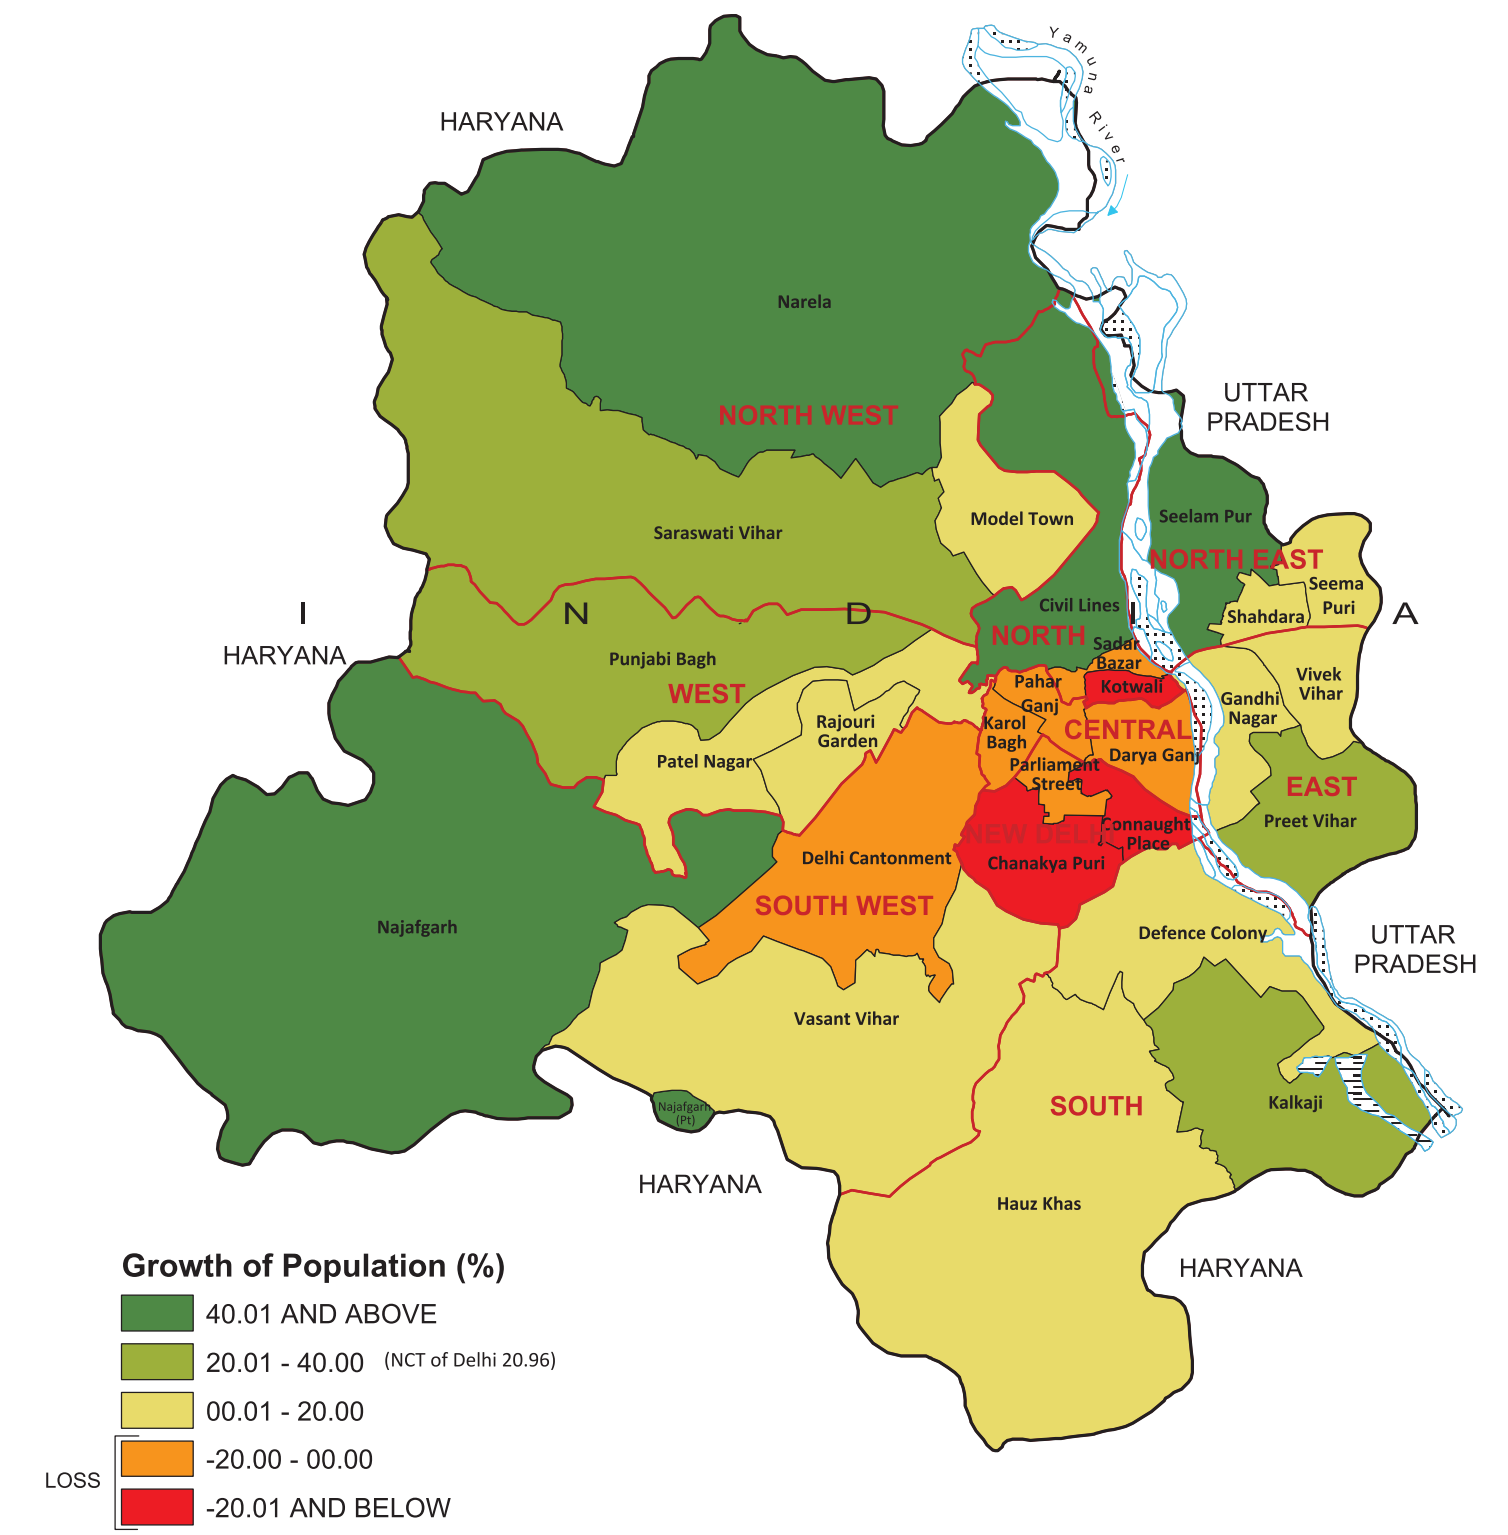 Yamuna River
HARYANA
Narela
UTTAR
PRADESH
NORTH WEST
Model Town
Seelam Pur
Saraswati Vihar
NORTH EAST
Seema
Puri
Shahdara
Civil Lines
I N D I A
HARYANA
NORTH
Sadar
Bazar
Punjabi Bagh
WEST
Pahar
Ganj
Kotwali
Vivek
Vihar
Gandhi
Nagar
Karol
Bagh
CENTRAL
Rajouri
Garden
Darya Ganj
Patel Nagar
Parliament
Street
EAST
Preet Vihar
NEW DELHI
Connaught
Place
Delhi Cantonment
Chanakya Puri
SOUTH WEST
Najafgarh
Defence Colony
UTTAR
PRADESH
Vasant Vihar
Kalkaji
SOUTH
Najafgarh
(Pt)
HARYANA
Hauz Khas
HARYANA
Growth of Population (%)
40.01 AND ABOVE
20.01 - 40.00 (NCT of Delhi 20.96)
00.01 - 20.00
-20.00 - 00.00
LOSS
-20.01 AND BELOW